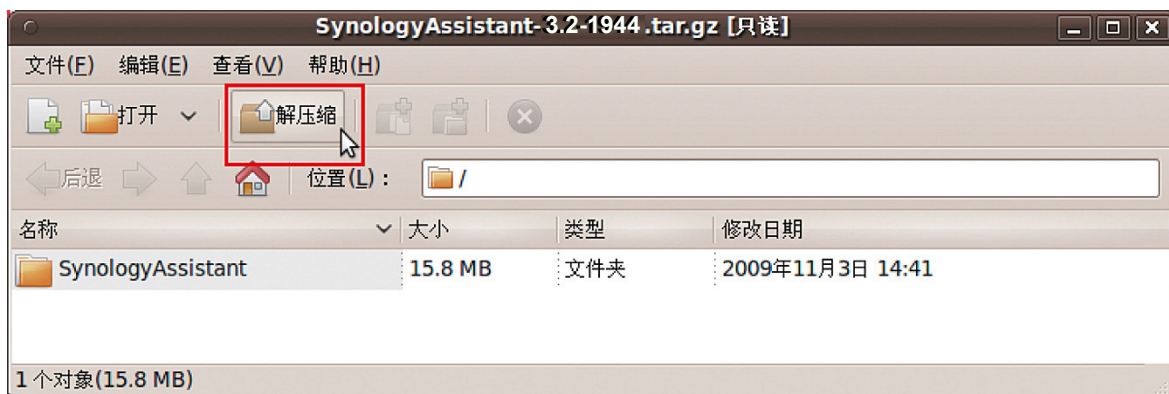 SynologyAssistant-3.2-1944.tar.gz [只读]
文件(F) 编辑(E) 查看(V) 帮助(H)
打开 解压缩
后退 位置(L)： /
名称 大小 类型 修改日期
SynologyAssistant 15.8 MB 文件夹 2009年11月3日 14:41
1 个对象(15.8 MB)